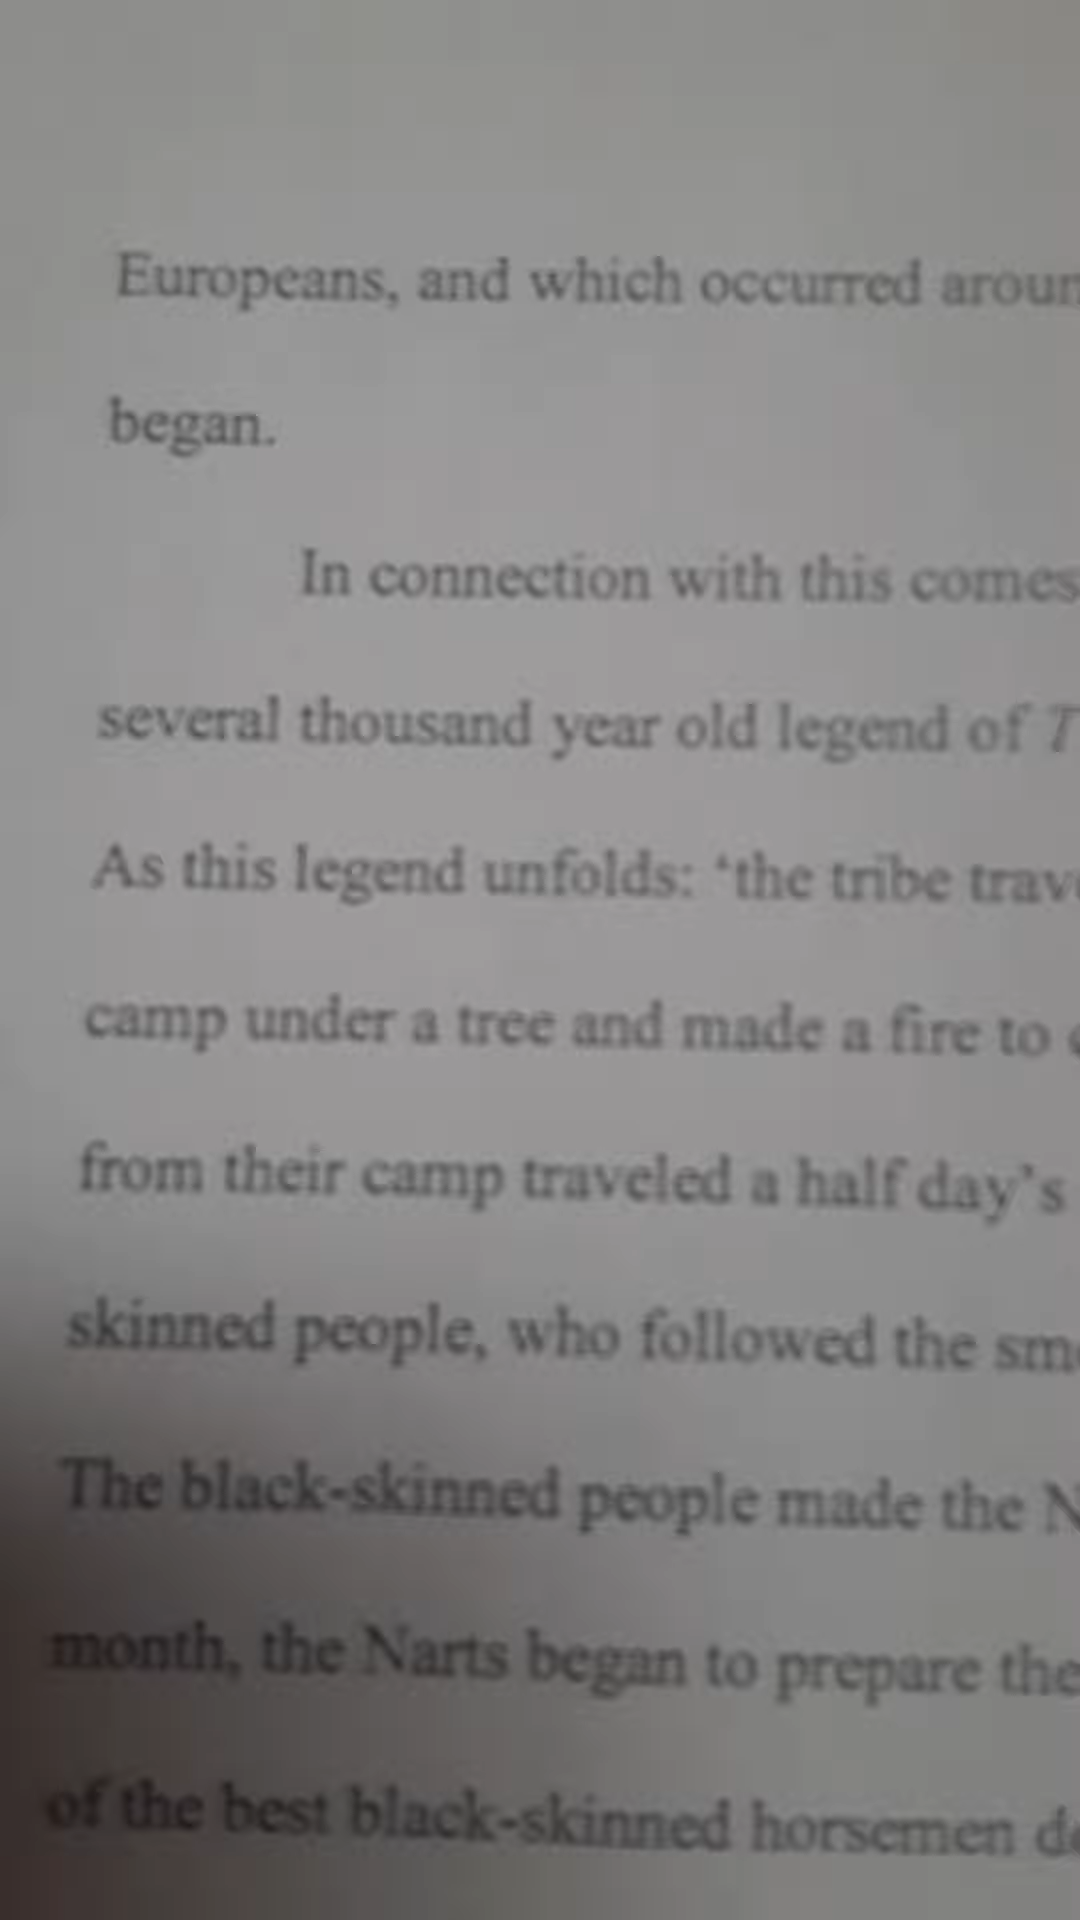 Europeans, and which occurred
began.
In connection with this comes
several thousand year old legend of
As this legend unfolds: ‘the tribe
camp under a tree and made a fire to
from their camp traveled a half day’s
skinned people, who followed the
The black-skinned people made the
month, the Narts began to prepare the
of the best black-skinned horsemen